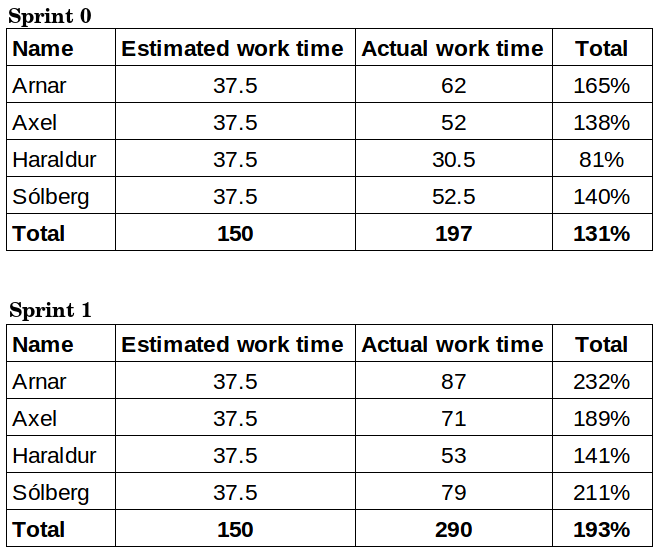 Sprint 0
Name Estimated work time Actual work time Total
Arnar 37.5 62 165%
Axel 37.5 52 138%
Haraldur 37.5 30.5 81%
Sólberg 37.5 52.5 140%
Total 150 197 131%
Sprint 1
Name Estimated work time Actual work time Total
Arnar 37.5 87 232%
Axel 37.5 71 189%
Haraldur 37.5 53 141%
Sólberg 37.5 79 211%
Total 150 290 193%